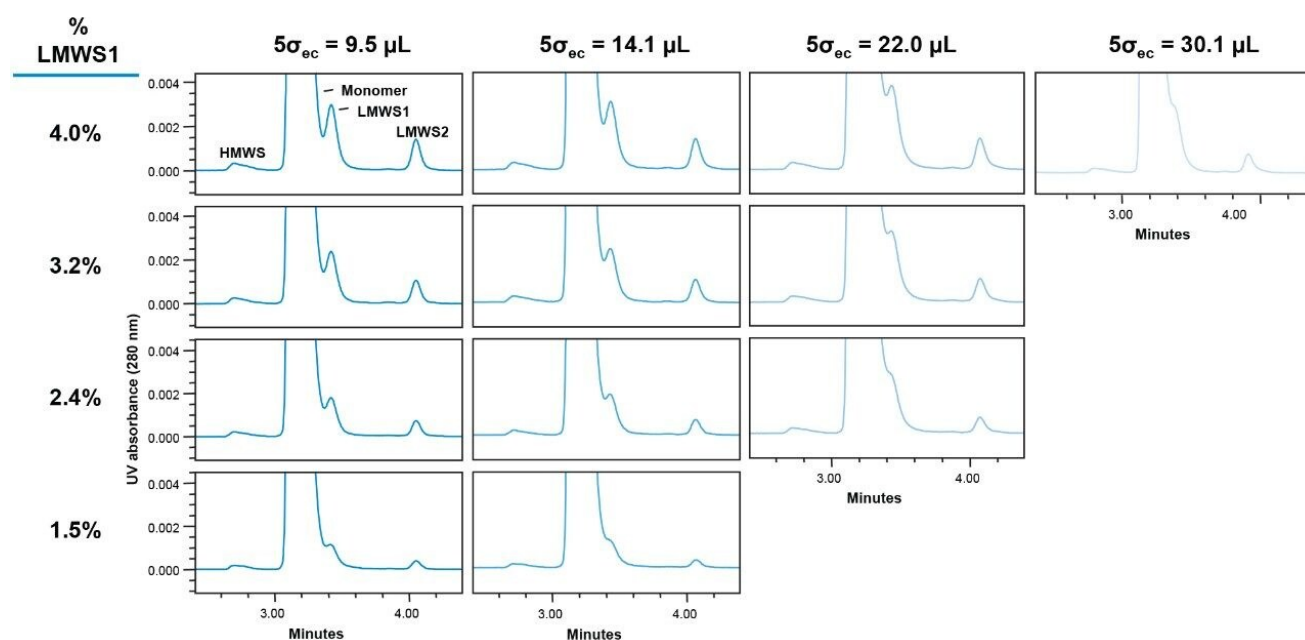 %
LMWS1
5σec = 9.5 µL
5σec = 14.1 µL
5σec = 22.0 µL
5σec = 30.1 µL
4.0%
3.2%
2.4%
1.5%
UV absorbance (280 nm)
0.004
0.002
0.000
Monomer
LMWS1
LMWS2
HMWS
3.00
4.00
Minutes
0.004
0.002
0.000
0.004
0.002
0.000
3.00
4.00
Minutes
0.004
0.002
0.000
3.00
4.00
Minutes
3.00
4.00
Minutes